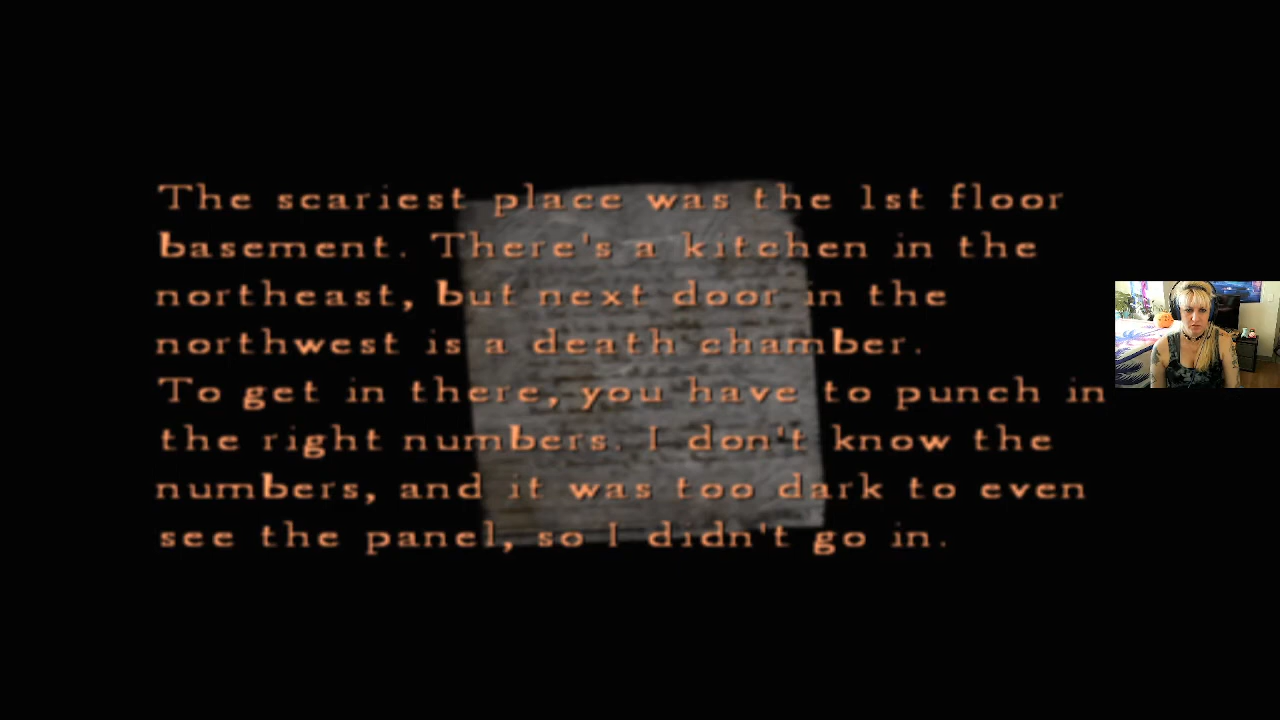 The scariest place was the 1st floor
basement. There's a kitchen in the
northeast, but next door in the
northwest is a death chamber.
To get in there, you have to punch in
the right numbers. I don't know the
numbers, and it was too dark to even
see the panel, so I didn't go in.